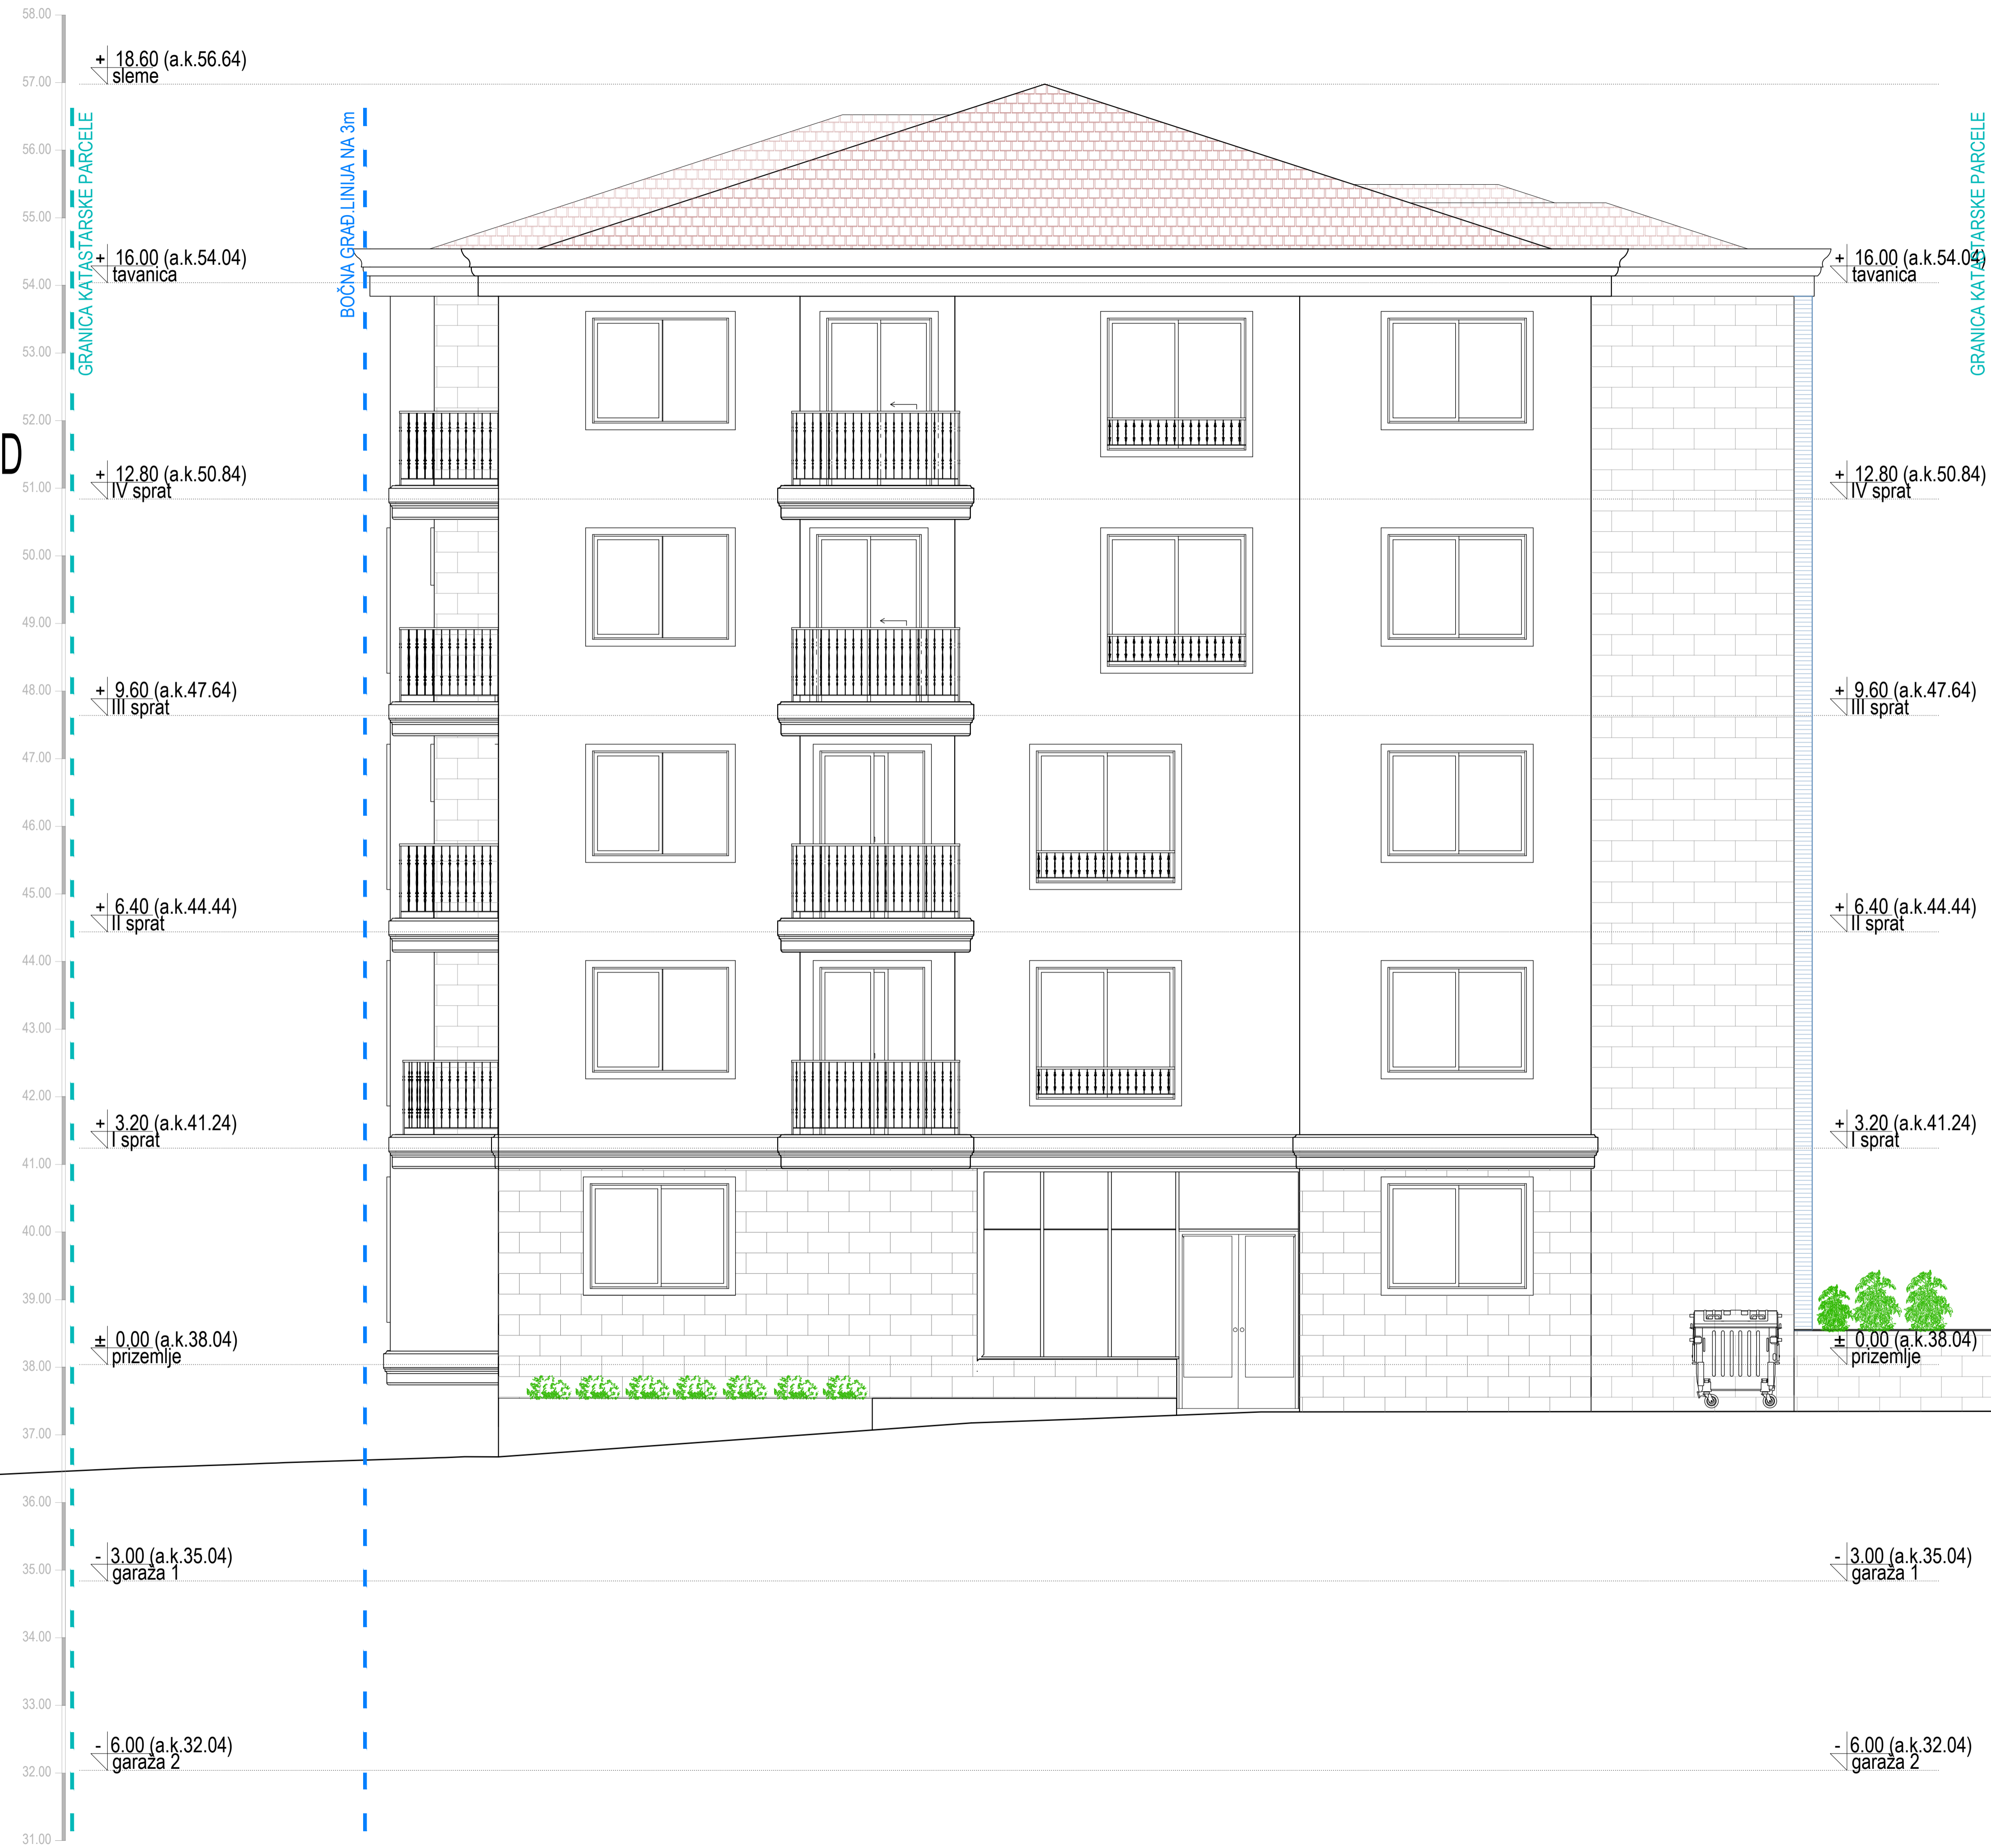 58.00
+ 18.60 (a.k.56.64)
sleme
57.00
GRANICA KATASTARSKE PARCELE
BOČNA GRAĐ.LINIJA NA 3m
GRANICA KATASTARSKE PARCELE
56.00
55.00
+ 16.00 (a.k.54.04)
tavanica
+ 16.00 (a.k.54.04)
tavanica
54.00
53.00
52.00
D
+ 12.80 (a.k.50.84)
IV sprat
+ 12.80 (a.k.50.84)
IV sprat
51.00
50.00
49.00
48.00
+ 9.60 (a.k.47.64)
III sprat
+ 9.60 (a.k.47.64)
III sprat
47.00
46.00
45.00
+ 6.40 (a.k.44.44)
II sprat
+ 6.40 (a.k.44.44)
II sprat
44.00
43.00
42.00
+ 3.20 (a.k.41.24)
I sprat
+ 3.20 (a.k.41.24)
I sprat
41.00
40.00
39.00
± 0.00 (a.k.38.04)
prizemlje
± 0.00 (a.k.38.04)
prizemlje
38.00
37.00
36.00
- 3.00 (a.k.35.04)
garaža 1
- 3.00 (a.k.35.04)
garaža 1
35.00
34.00
33.00
- 6.00 (a.k.32.04)
garaža 2
- 6.00 (a.k.32.04)
garaža 2
32.00
31.00